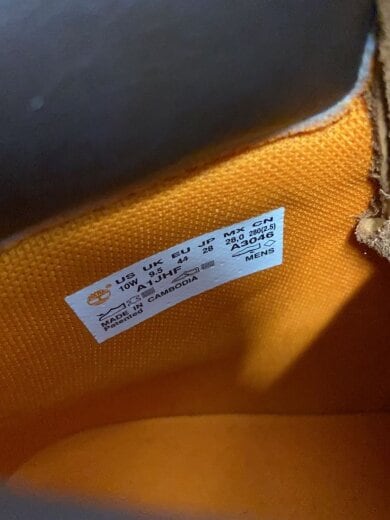 US UK EU JP MX CN
10W 9.5 44 28 28.0 280(2.5)
A1JHF A3046
MADE IN CAMBODIA MENS
Patented